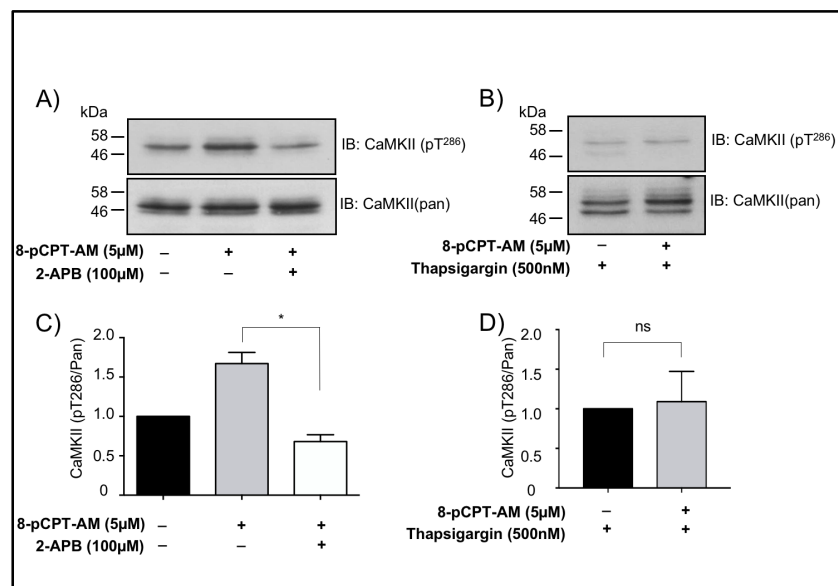 A)
kDa
58
46
IB: CaMKII (pT286)
58
46
IB: CaMKII(pan)
8-pCPT-AM (5µM) – + +
2-APB (100µM) – – +
B)
kDa
58
46
IB: CaMKII (pT286)
58
46
IB: CaMKII(pan)
8-pCPT-AM (5µM) – +
Thapsigargin (500nM) + +
C)
CaMKII (pT286/Pan)
2.0
1.5
1.0
0.5
0
*
8-pCPT-AM (5µM) – + +
2-APB (100µM) – – +
D)
CaMKII (pT286/Pan)
2.0
1.5
1.0
0.5
0
ns
8-pCPT-AM (5µM) – +
Thapsigargin (500nM) + +